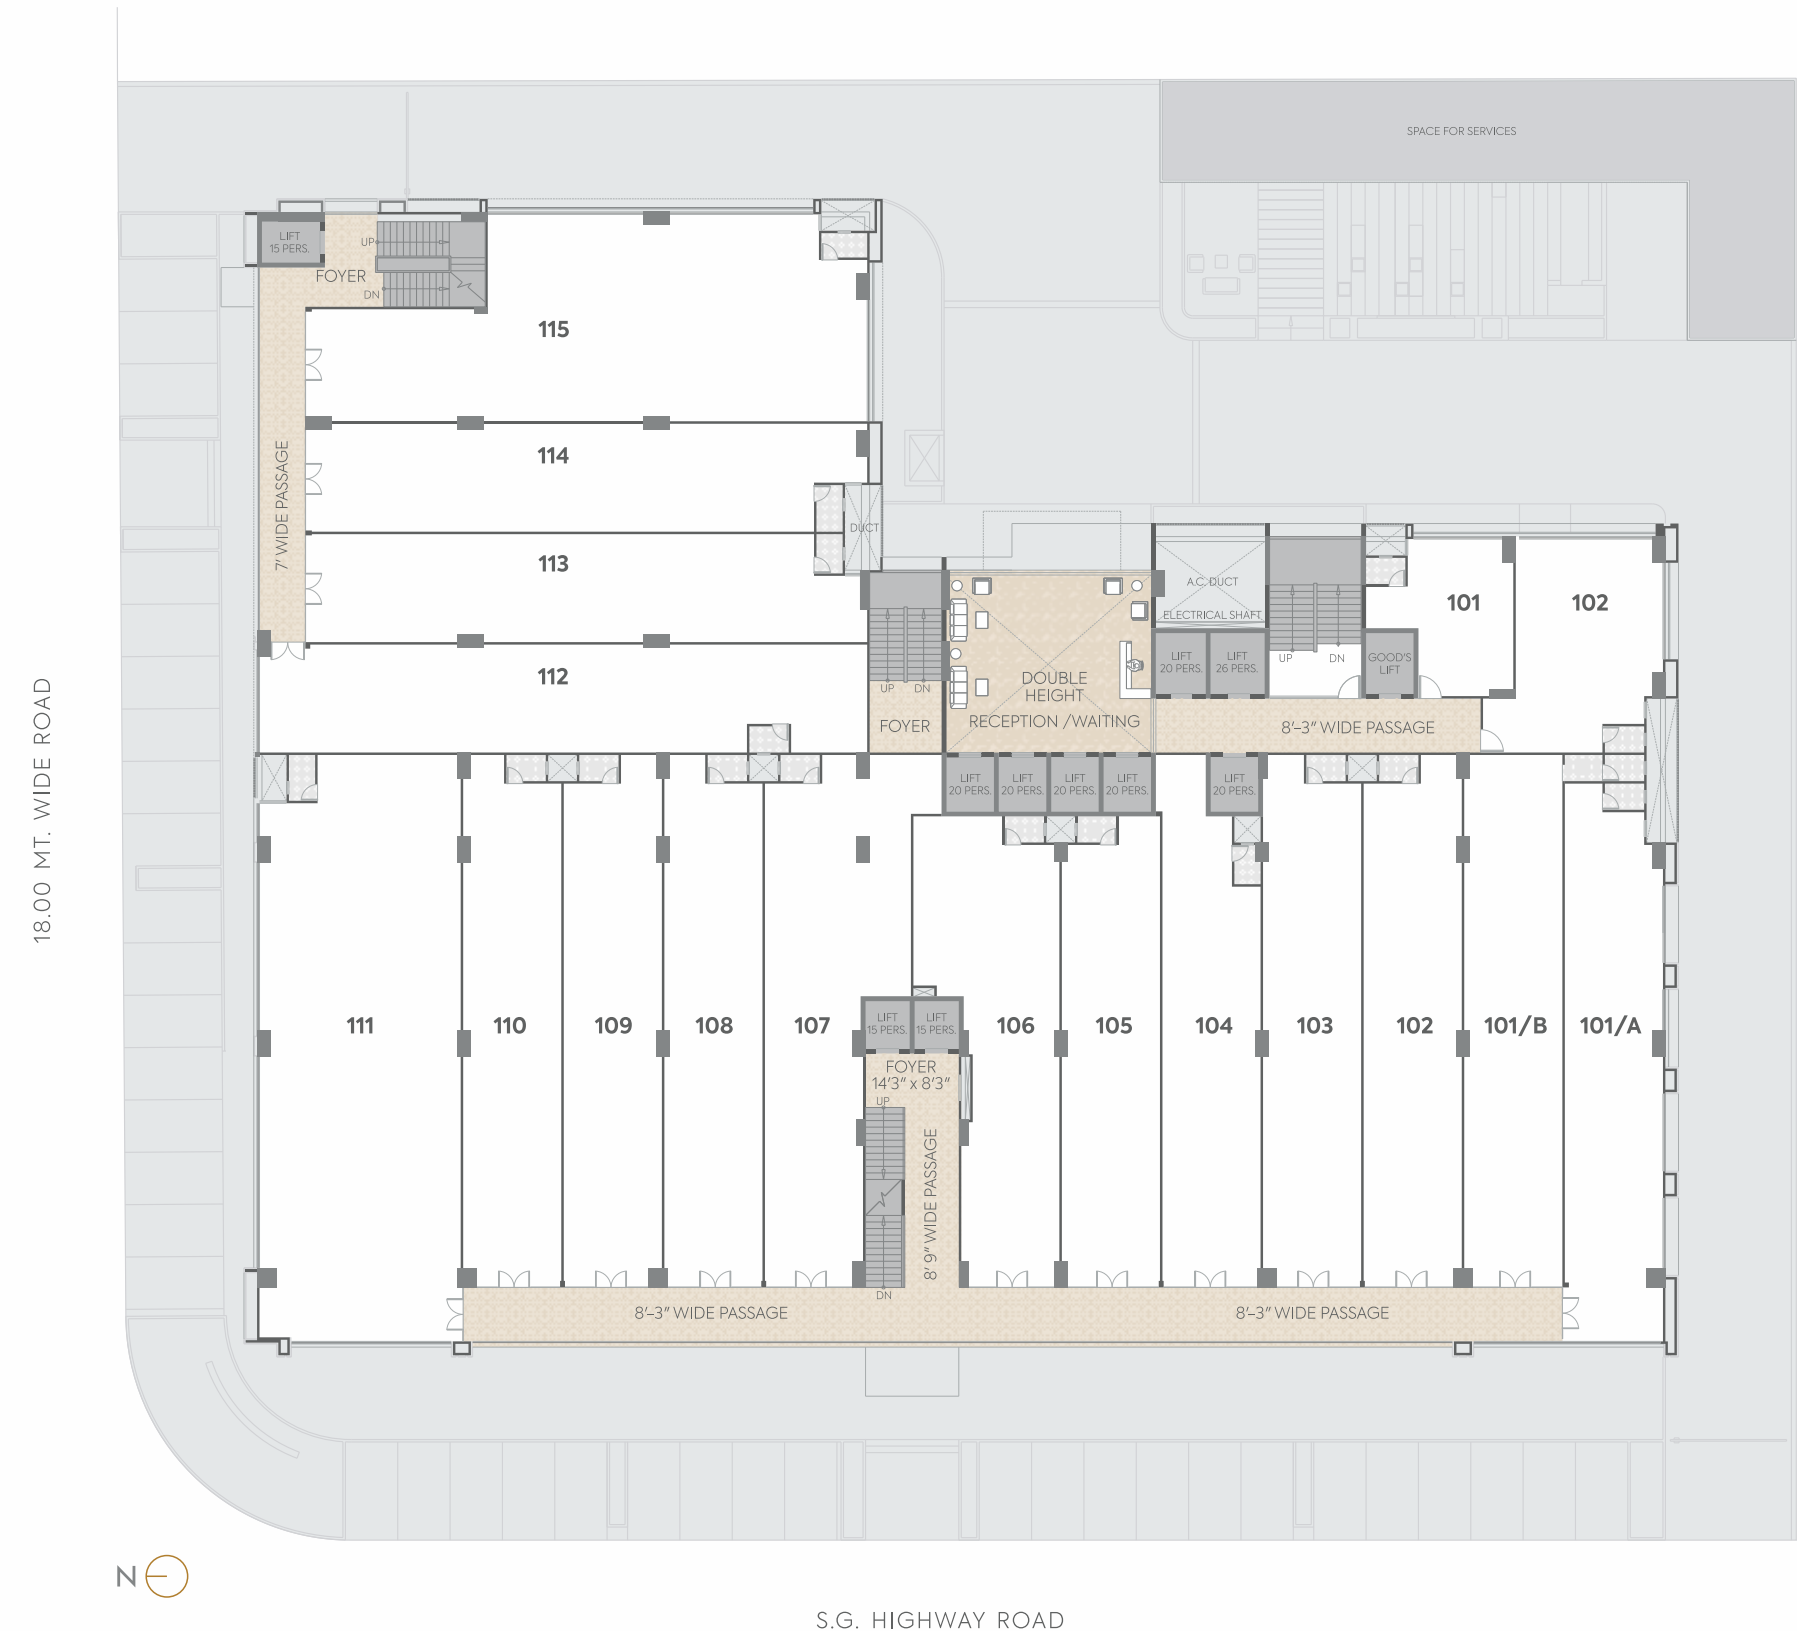 SPACE FOR SERVICES
LIFT
15 PERS.
UP
FOYER
DN
115
7' WIDE PASSAGE
114
DUCT
113
112
UP DN
FOYER
DOUBLE
HEIGHT
RECEPTION /WAITING
A.C. DUCT
ELECTRICAL SHAFT
LIFT
20 PERS.
LIFT
26 PERS.
UP DN
GOOD'S
LIFT
101
102
8'–3" WIDE PASSAGE
LIFT
20 PERS.
LIFT
20 PERS.
LIFT
20 PERS.
LIFT
20 PERS.
LIFT
20 PERS.
18.00 MT. WIDE ROAD
111
110
109
108
107
LIFT
15 PERS.
LIFT
15 PERS.
106
105
104
103
102
101/B
101/A
FOYER
14'3" x 8'3"
UP
8' 9" WIDE PASSAGE
DN
8'–3" WIDE PASSAGE
8'–3" WIDE PASSAGE
N
S.G. HIGHWAY ROAD